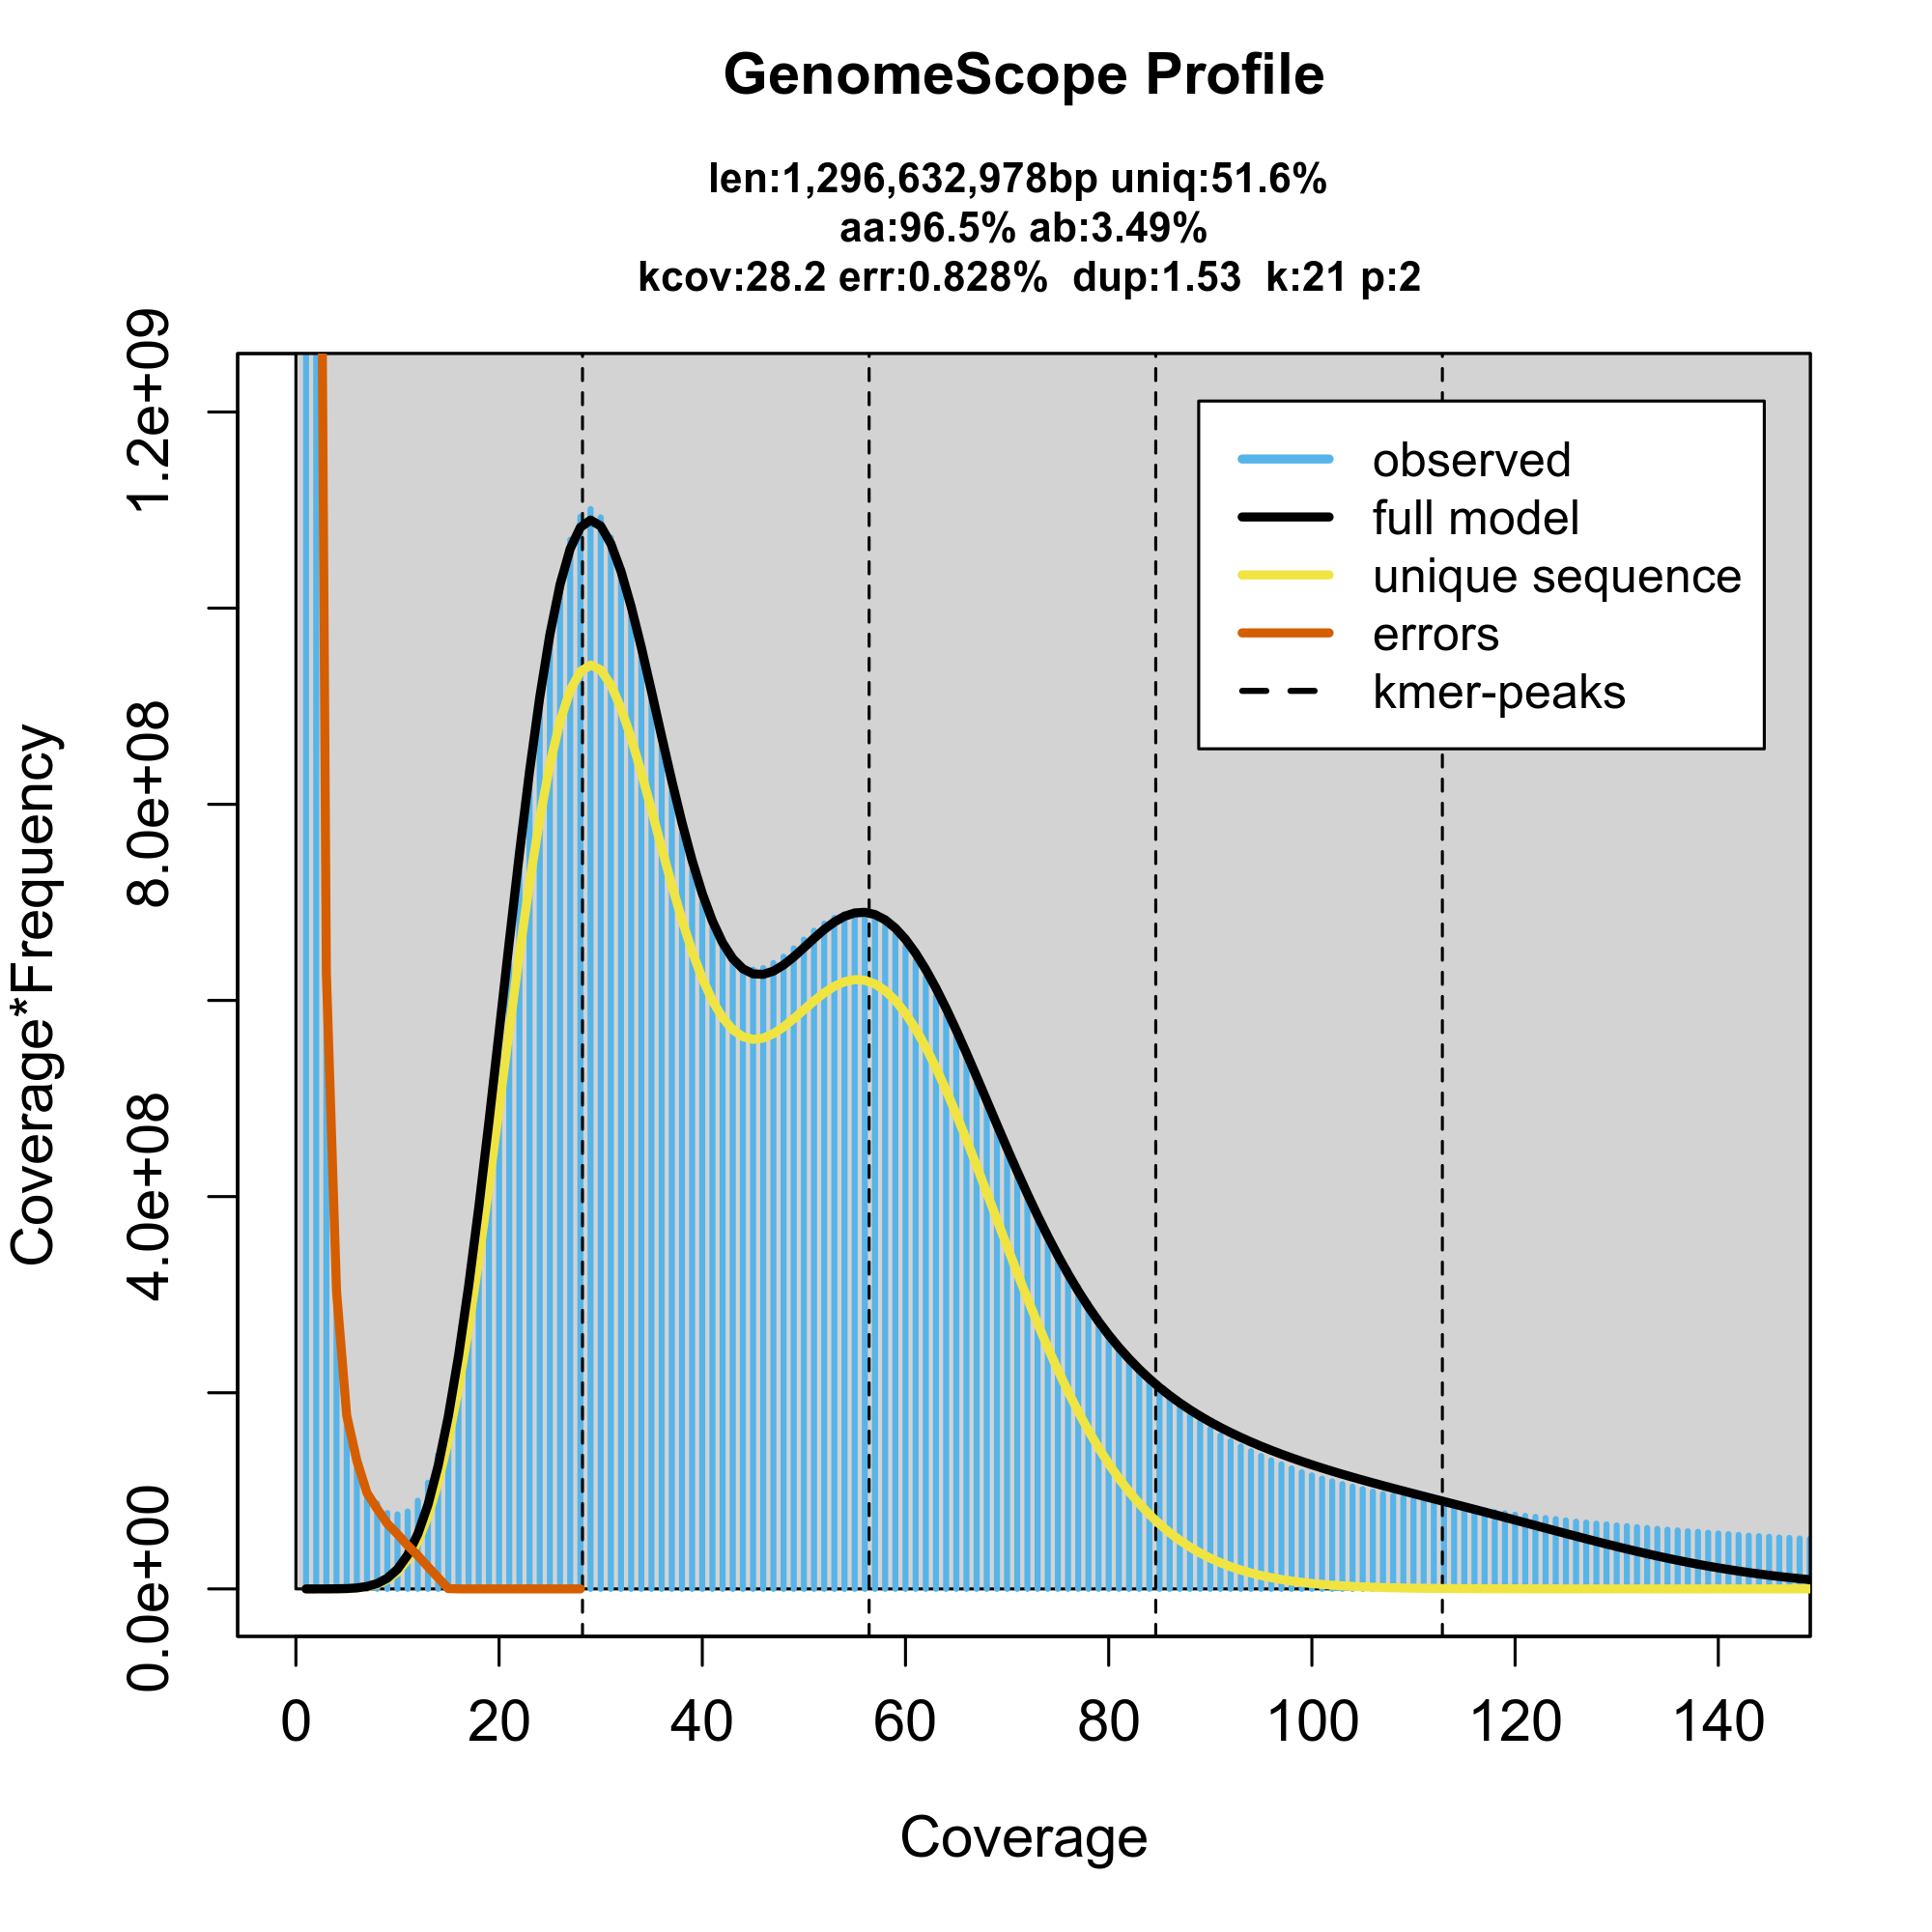 GenomeScope Profile
len:1,296,632,978bp uniq:51.6%
aa:96.5% ab:3.49%
kcov:28.2 err:0.828%  dup:1.53  k:21 p:2
1.2e+09
8.0e+08
4.0e+08
0.0e+00
Coverage*Frequency
observed
full model
unique sequence
errors
kmer-peaks
0 20 40 60 80 100 120 140
Coverage